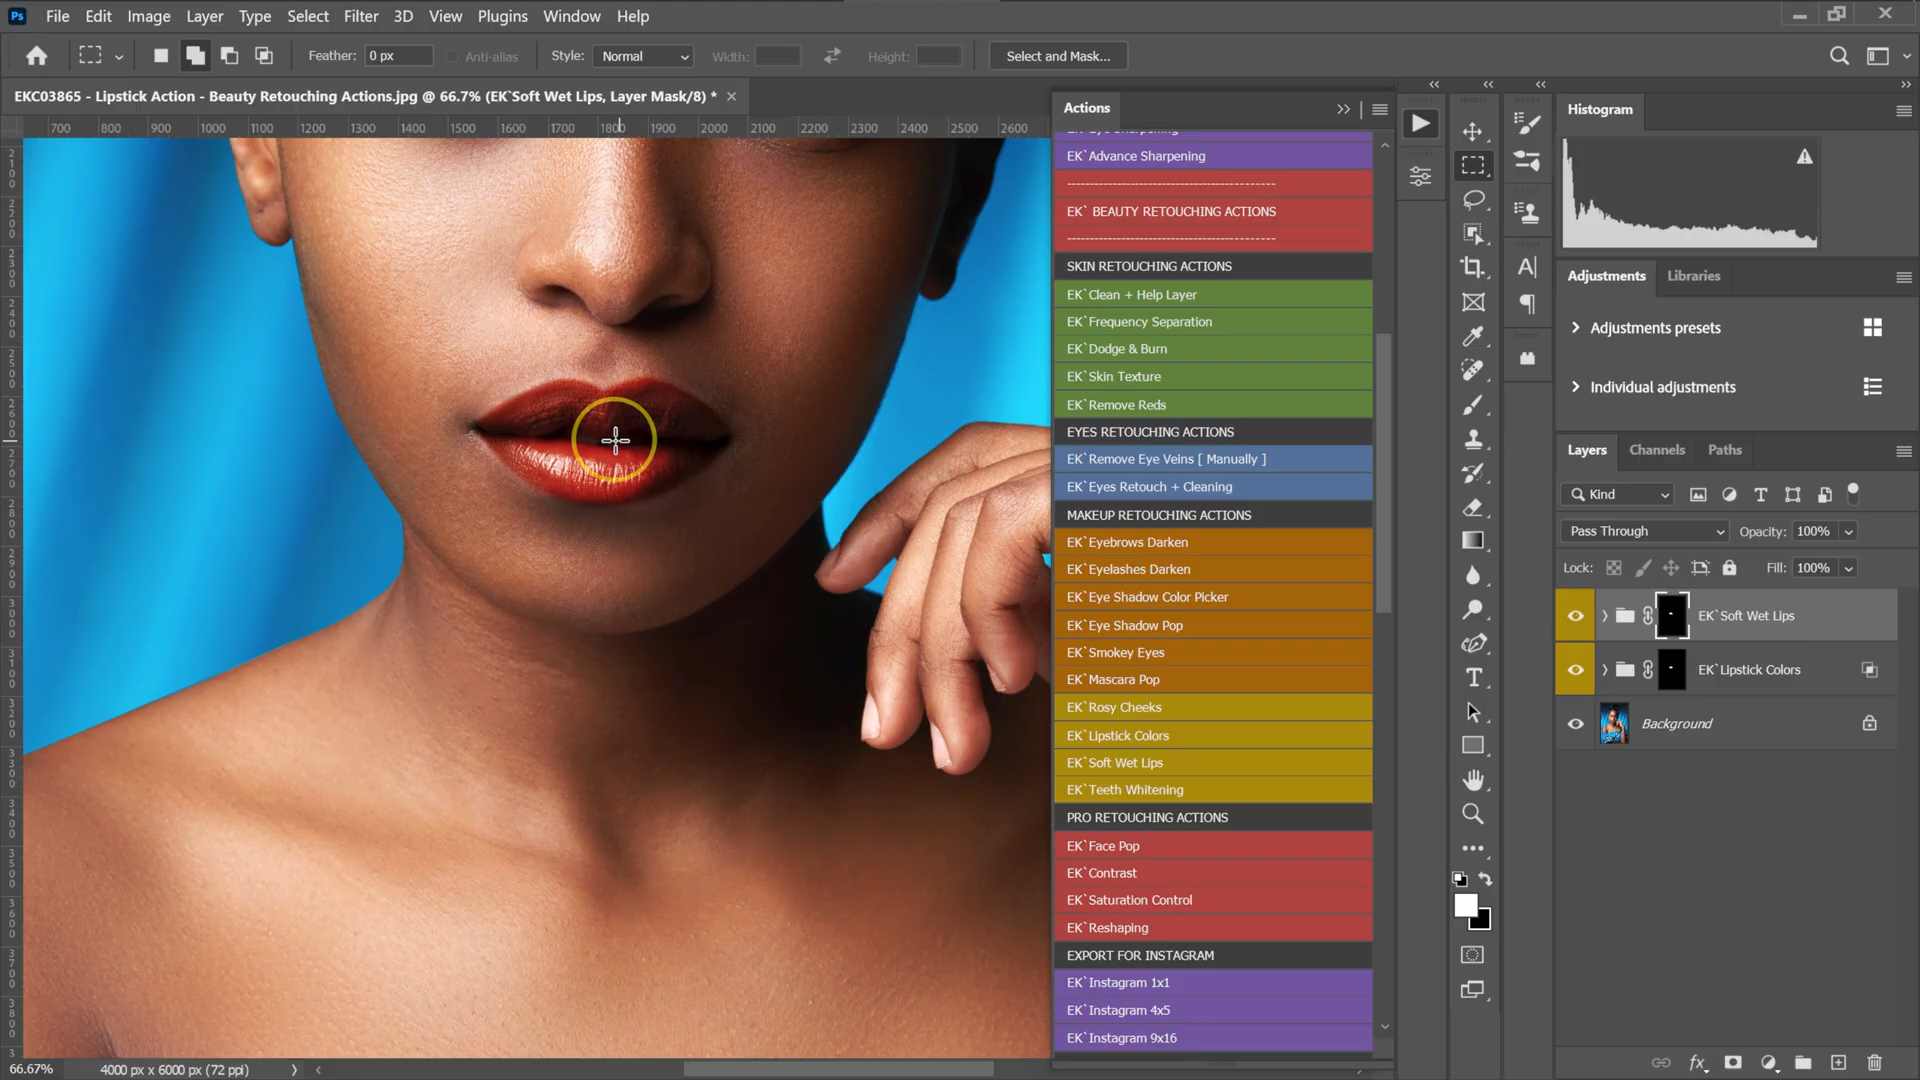 Ps File Edit Image Layer Type Select Filter 3D View Plugins Window Help
Feather: 0 px Anti-alias Style: Normal Width: Height: Select and Mask...
EKC03865 - Lipstick Action - Beauty Retouching Actions.jpg @ 66.7% (EK`Soft Wet Lips, Layer Mask/8) *
700 800 900 1000 1100 1200 1300 1400 1500 1600 1700 1800 1900 2000 2100 2200 2300 2400 2500 2600
Actions
EK`Eye Sharpening
EK`Advance Sharpening
------------------------------------------
EK` BEAUTY RETOUCHING ACTIONS
------------------------------------------
SKIN RETOUCHING ACTIONS
EK`Clean + Help Layer
EK`Frequency Separation
EK`Dodge & Burn
EK`Skin Texture
EK`Remove Reds
EYES RETOUCHING ACTIONS
EK`Remove Eye Veins [ Manually ]
EK`Eyes Retouch + Cleaning
MAKEUP RETOUCHING ACTIONS
EK`Eyebrows Darken
EK`Eyelashes Darken
EK`Eye Shadow Color Picker
EK`Eye Shadow Pop
EK`Smokey Eyes
EK`Mascara Pop
EK`Rosy Cheeks
EK`Lipstick Colors
EK`Soft Wet Lips
EK`Teeth Whitening
PRO RETOUCHING ACTIONS
EK`Face Pop
EK`Contrast
EK`Saturation Control
EK`Reshaping
EXPORT FOR INSTAGRAM
EK`Instagram 1x1
EK`Instagram 4x5
EK`Instagram 9x16
Histogram
Adjustments Libraries
Adjustments presets
Individual adjustments
Layers Channels Paths
Kind
Pass Through Opacity: 100%
Lock: Fill: 100%
EK`Soft Wet Lips
EK`Lipstick Colors
Background
66.67% 4000 px x 6000 px (72 ppi)